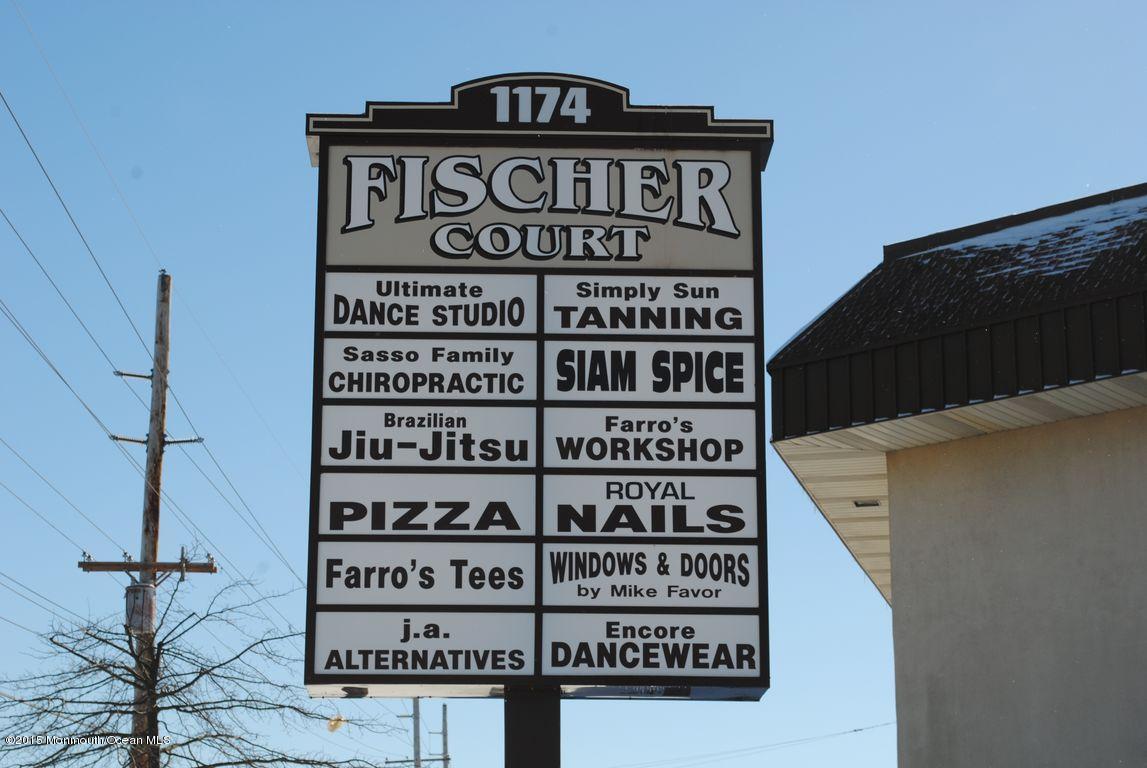 1174
FISCHER
COURT
Ultimate
DANCE STUDIO
Simply Sun
TANNING
Sasso Family
CHIROPRACTIC
SIAM SPICE
Brazilian
Jiu-Jitsu
Farro's
WORKSHOP
PIZZA
ROYAL
NAILS
Farro's Tees
WINDOWS & DOORS
by Mike Favor
j.a.
ALTERNATIVES
Encore
DANCEWEAR
©2015 Monmouth/Ocean MLS